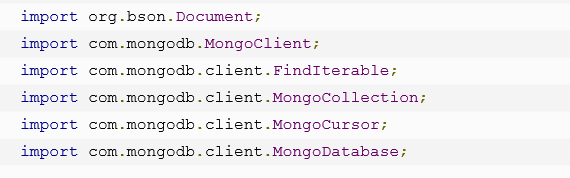 import org.bson.Document;
import com.mongodb.MongoClient;
import com.mongodb.client.FindIterable;
import com.mongodb.client.MongoCollection;
import com.mongodb.client.MongoCursor;
import com.mongodb.client.MongoDatabase;